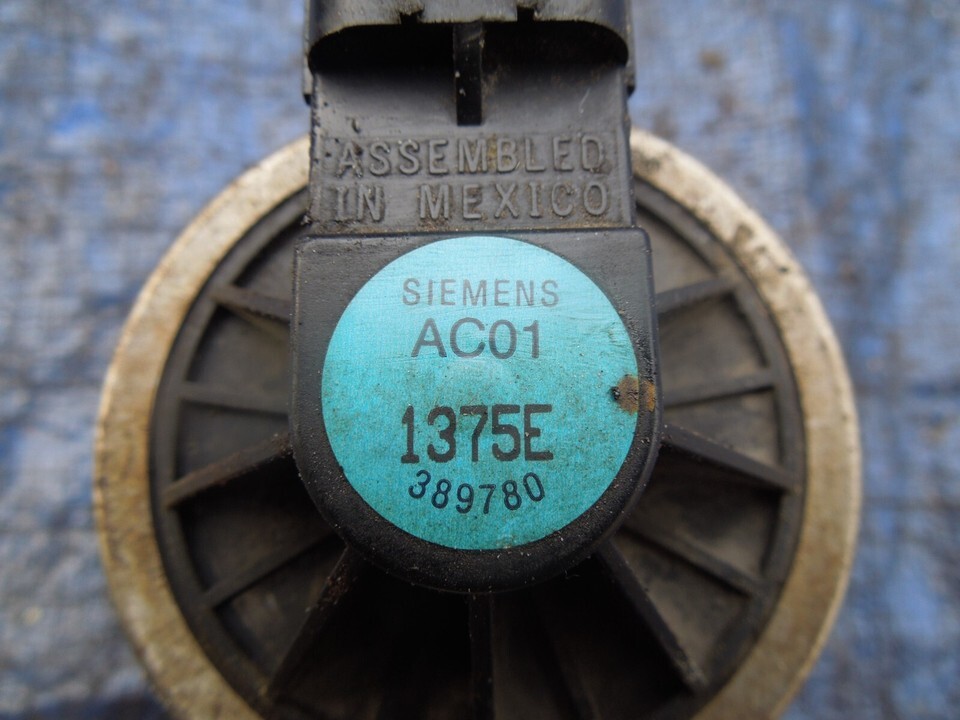 ASSEMBLED
IN MEXICO
SIEMENS
AC01
1375E
389780